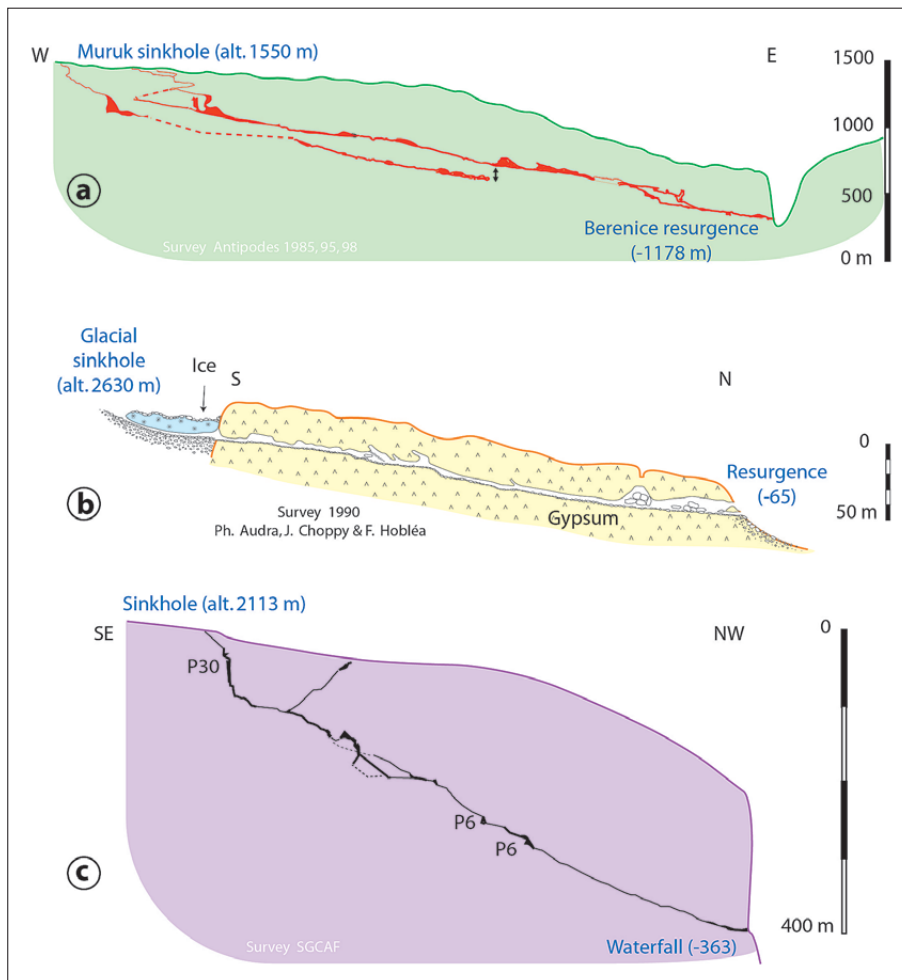 W
Muruk sinkhole (alt. 1550 m)
E
1500
1000
500
0 m
a
Berenice resurgence
(-1178 m)
Survey Antipodes 1985, 95, 98
Glacial
sinkhole
(alt. 2630 m)
Ice
S
N
0
50 m
Resurgence
(-65)
b
Gypsum
Survey 1990
Ph. Audra, J. Choppy & F. Hobléa
Sinkhole (alt. 2113 m)
SE
NW
0
P30
P6
P6
c
400 m
Waterfall (-363)
Survey SGCAF